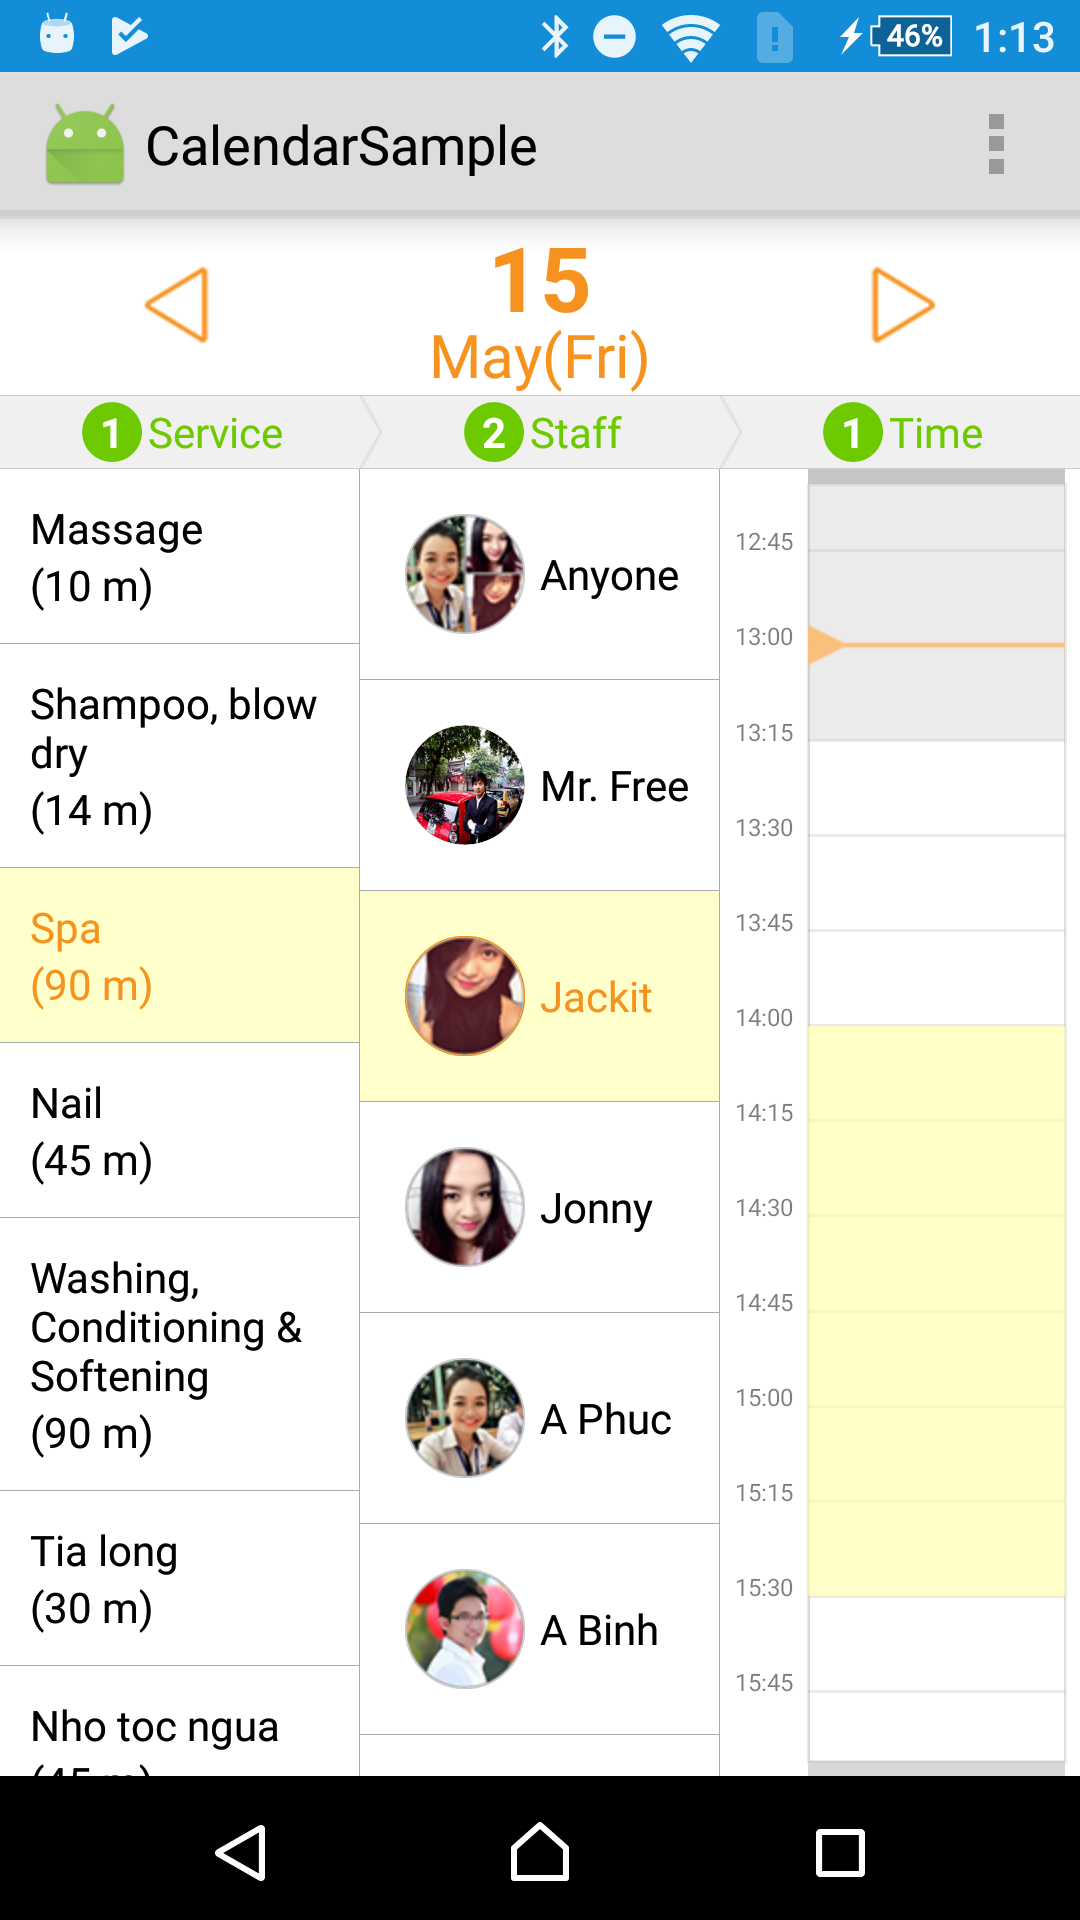 46% 1:13
CalendarSample
15
May(Fri)
1 Service
2 Staff
1 Time
Massage
(10 m)
Shampoo, blow
dry
(14 m)
Spa
(90 m)
Nail
(45 m)
Washing,
Conditioning &
Softening
(90 m)
Tia long
(30 m)
Nho toc ngua
(45 m)
Anyone
Mr. Free
Jackit
Jonny
A Phuc
A Binh
12:45
13:00
13:15
13:30
13:45
14:00
14:15
14:30
14:45
15:00
15:15
15:30
15:45